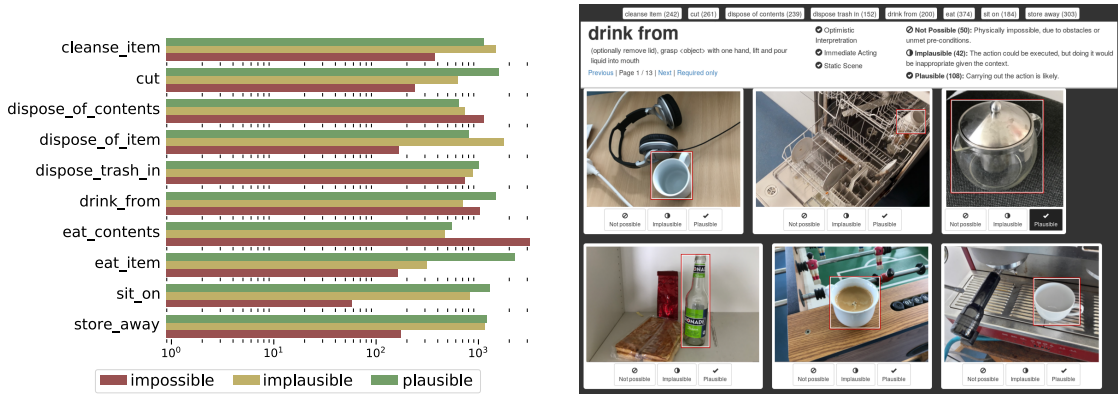 cleanse_item
cut
dispose_of_contents
dispose_of_item
dispose_trash_in
drink_from
eat_contents
eat_item
sit_on
store_away
10^0 10^1 10^2 10^3
impossible implausible plausible
cleanse item (242) cut (261) dispose of contents (239) dispose trash in (152) drink from (200) eat (374) sit on (184) store away (303)
drink from
(optionally remove lid), grasp <object> with one hand, lift and pour
liquid into mouth
Previous | Page 1 / 13 | Next | Required only
Optimistic
Interpretation
Immediate Acting
Static Scene
Not Possible (50): Physically impossible, due to obstacles or
unmet pre-conditions.
Implausible (42): The action could be executed, but doing it would
be inappropriate given the context.
Plausible (108): Carrying out the action is likely.
Not possible Implausible Plausible
Not possible Implausible Plausible
Not possible Implausible Plausible
Not possible Implausible Plausible
Not possible Implausible Plausible
Not possible Implausible Plausible